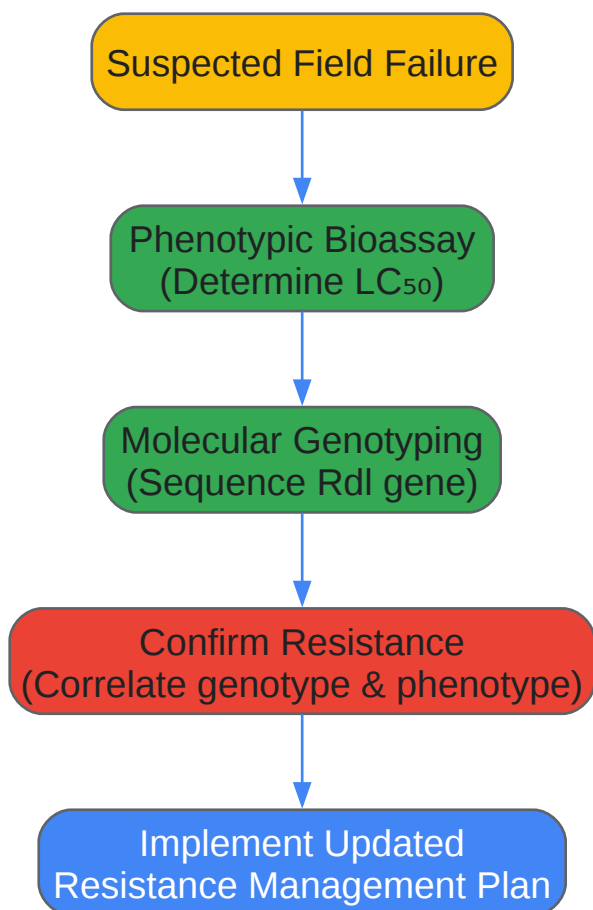 Suspected Field Failure
Phenotypic Bioassay
(Determine LC₅₀)
Molecular Genotyping
(Sequence Rdl gene)
Confirm Resistance
(Correlate genotype & phenotype)
Implement Updated
Resistance Management Plan